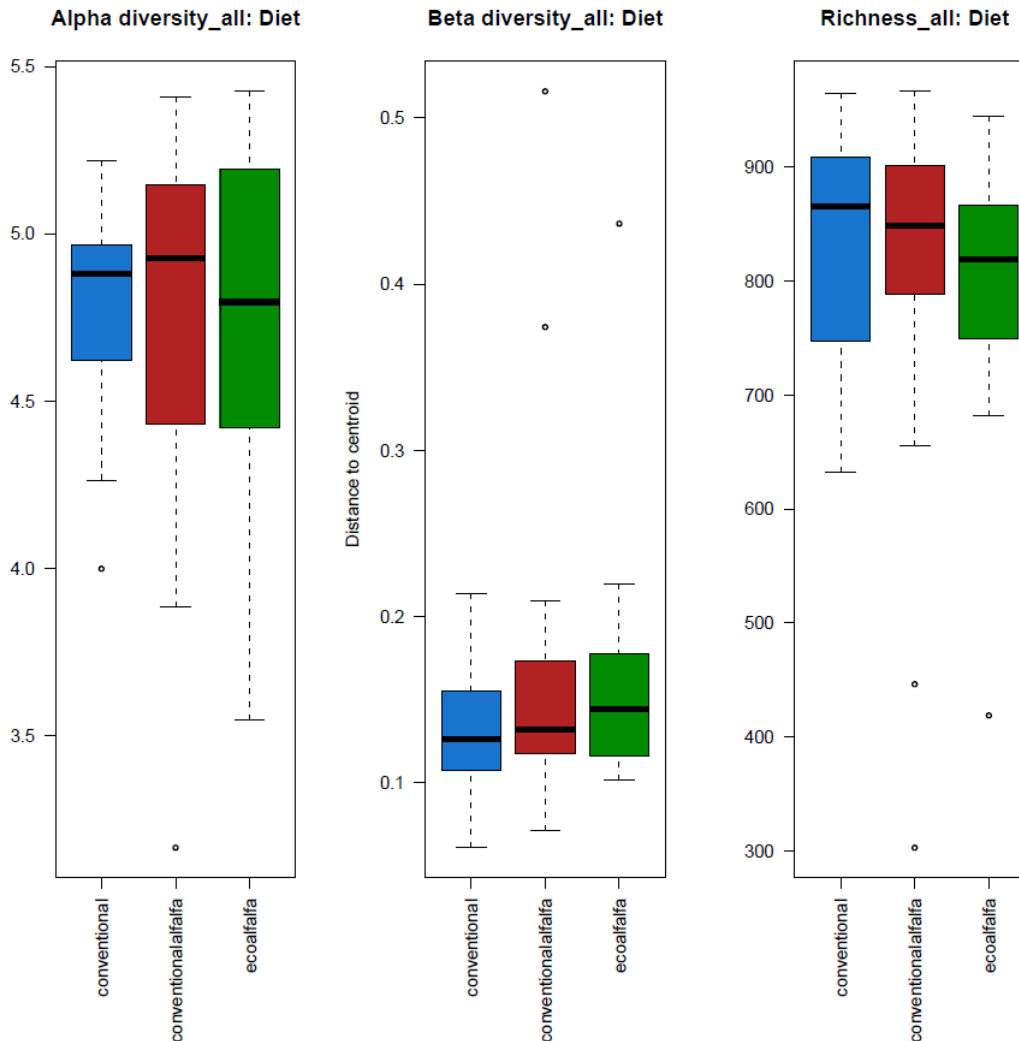 Alpha diversity_all: Diet
5.5
5.0
4.5
4.0
3.5
conventional
conventionalalfalfa
ecoalfalfa
Beta diversity_all: Diet
Distance to centroid
0.5
0.4
0.3
0.2
0.1
conventional
conventionalalfalfa
ecoalfalfa
Richness_all: Diet
900
800
700
600
500
400
300
conventional
conventionalalfalfa
ecoalfalfa